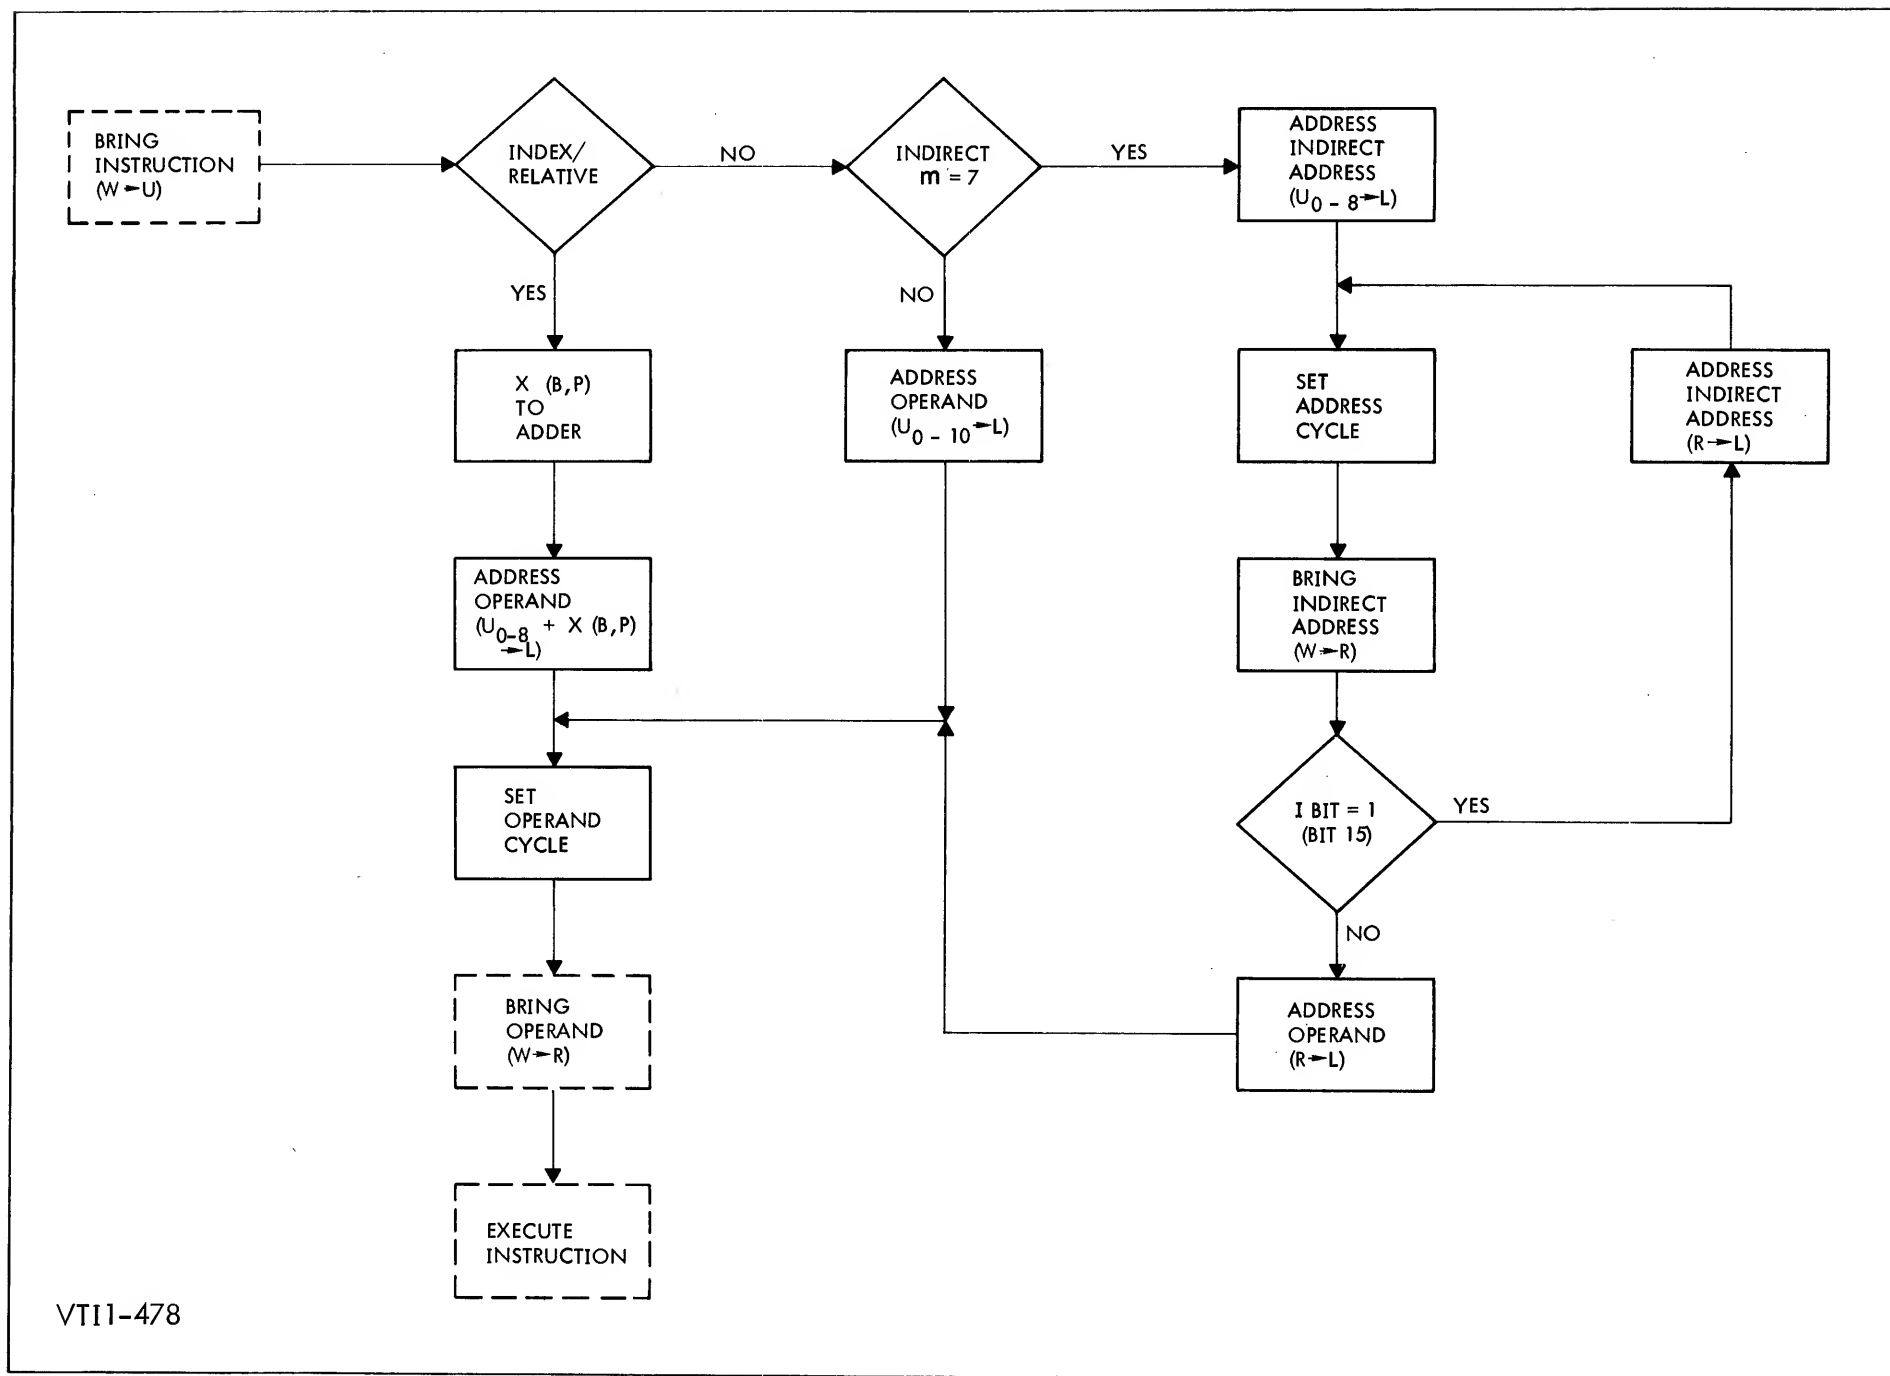 BRING
INSTRUCTION
(W→U)
INDEX/
RELATIVE
NO
INDIRECT
m = 7
YES
ADDRESS
INDIRECT
ADDRESS
(U0 - 8→L)
YES
NO
X (B,P)
TO
ADDER
ADDRESS
OPERAND
(U0 - 10→L)
SET
ADDRESS
CYCLE
ADDRESS
INDIRECT
ADDRESS
(R→L)
ADDRESS
OPERAND
(U0-8 + X (B,P)
→L)
BRING
INDIRECT
ADDRESS
(W→R)
SET
OPERAND
CYCLE
I BIT = 1
(BIT 15)
YES
NO
BRING
OPERAND
(W→R)
ADDRESS
OPERAND
(R→L)
EXECUTE
INSTRUCTION
VTI1-478